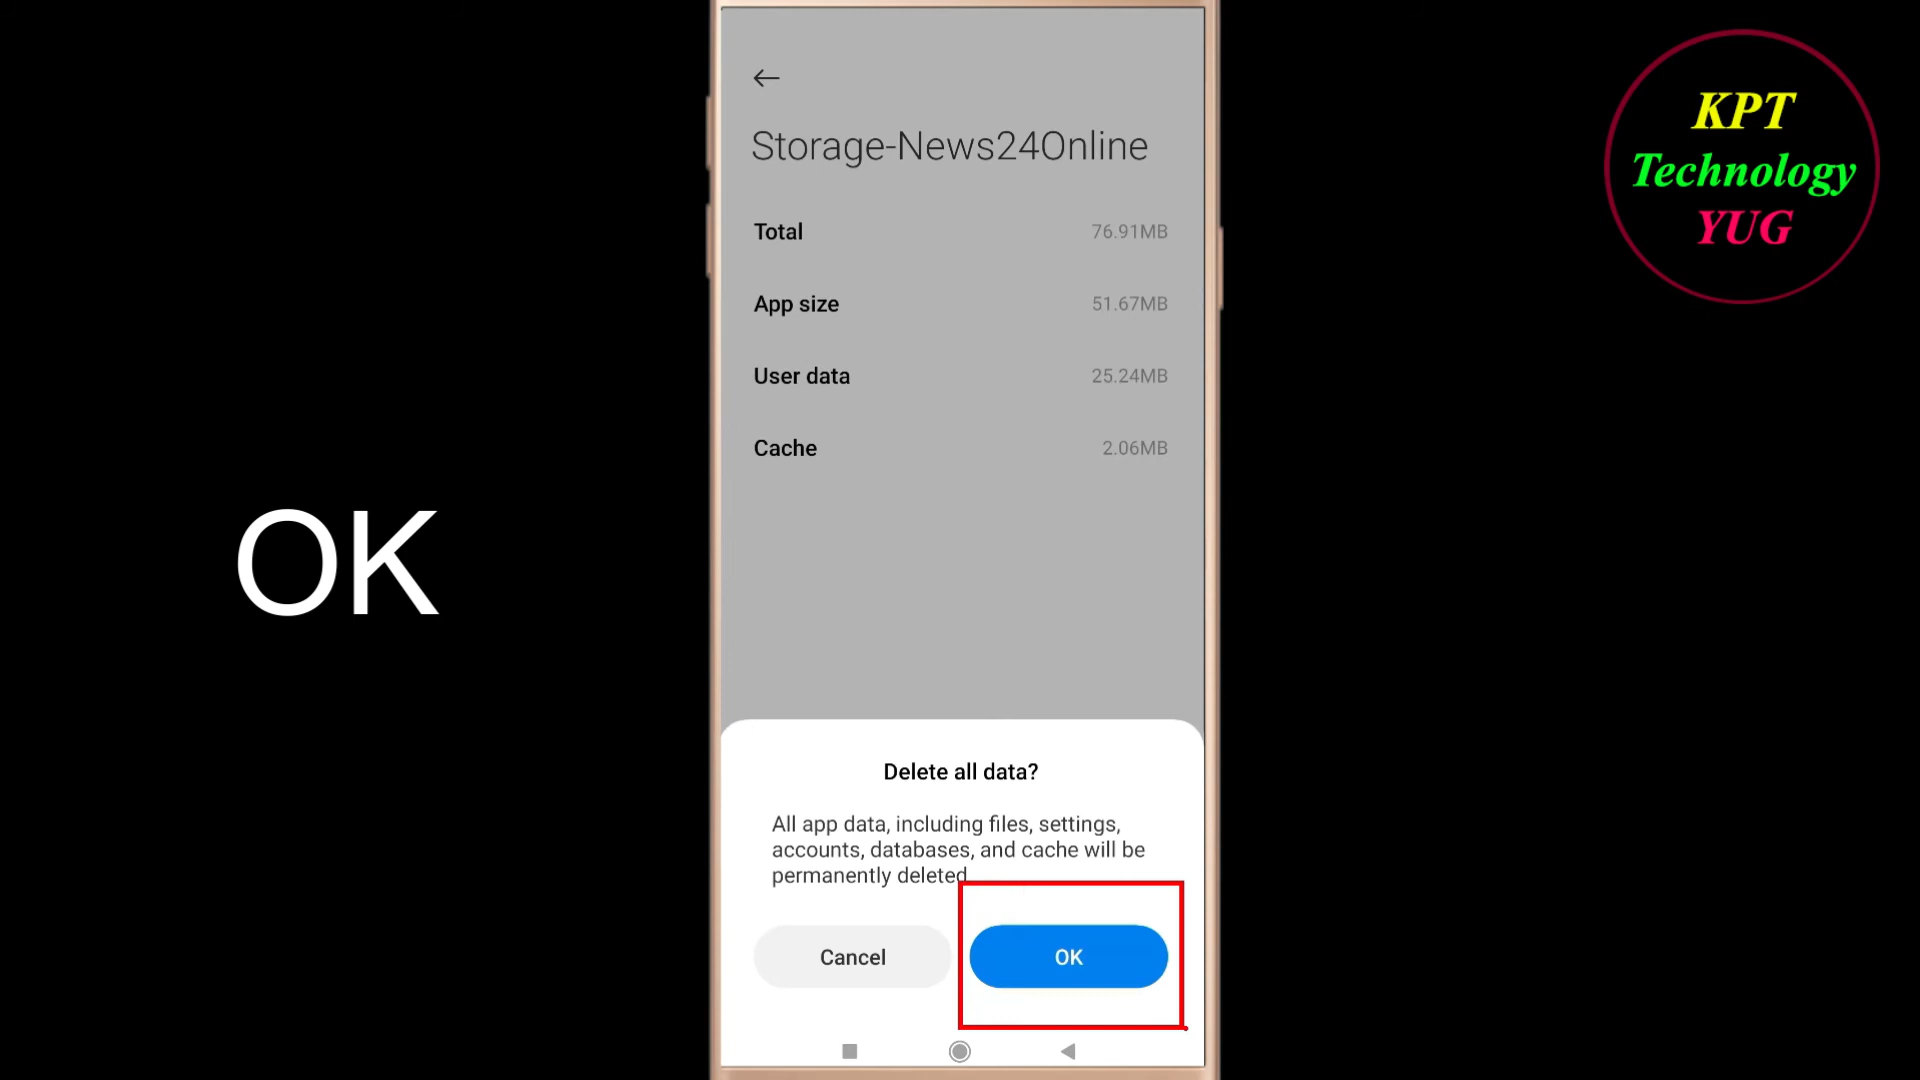 KPT
Technology
YUG
Storage-News24Online
Total 76.91MB
App size 51.67MB
User data 25.24MB
Cache 2.06MB
OK
Delete all data?
All app data, including files, settings,
accounts, databases, and cache will be
permanently deleted
Cancel OK